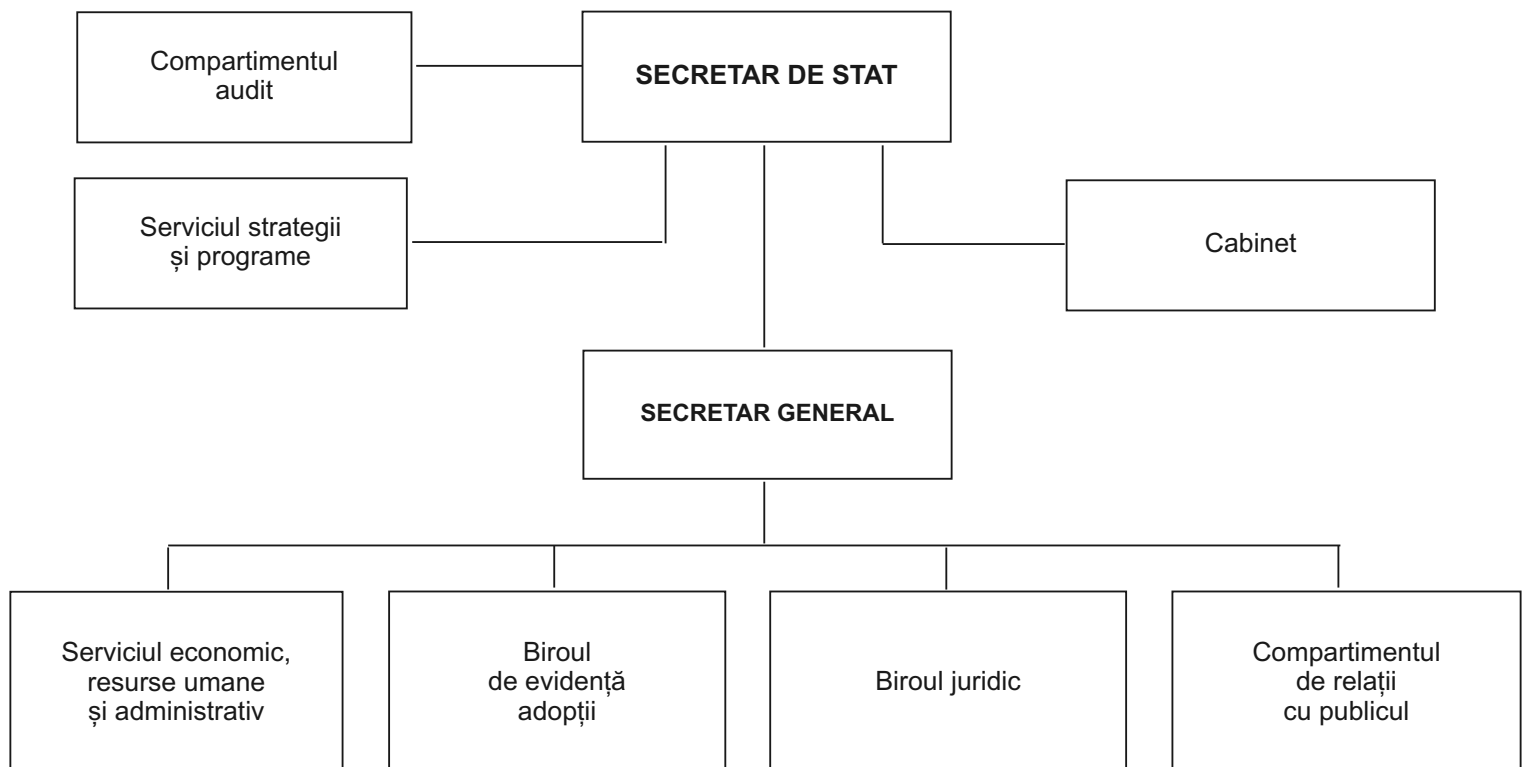 Compartimentul
audit
SECRETAR DE STAT
Serviciul strategii
și programe
Cabinet
SECRETAR GENERAL
Serviciul economic,
resurse umane
și administrativ
Biroul
de evidență
adopții
Biroul juridic
Compartimentul
de relații
cu publicul